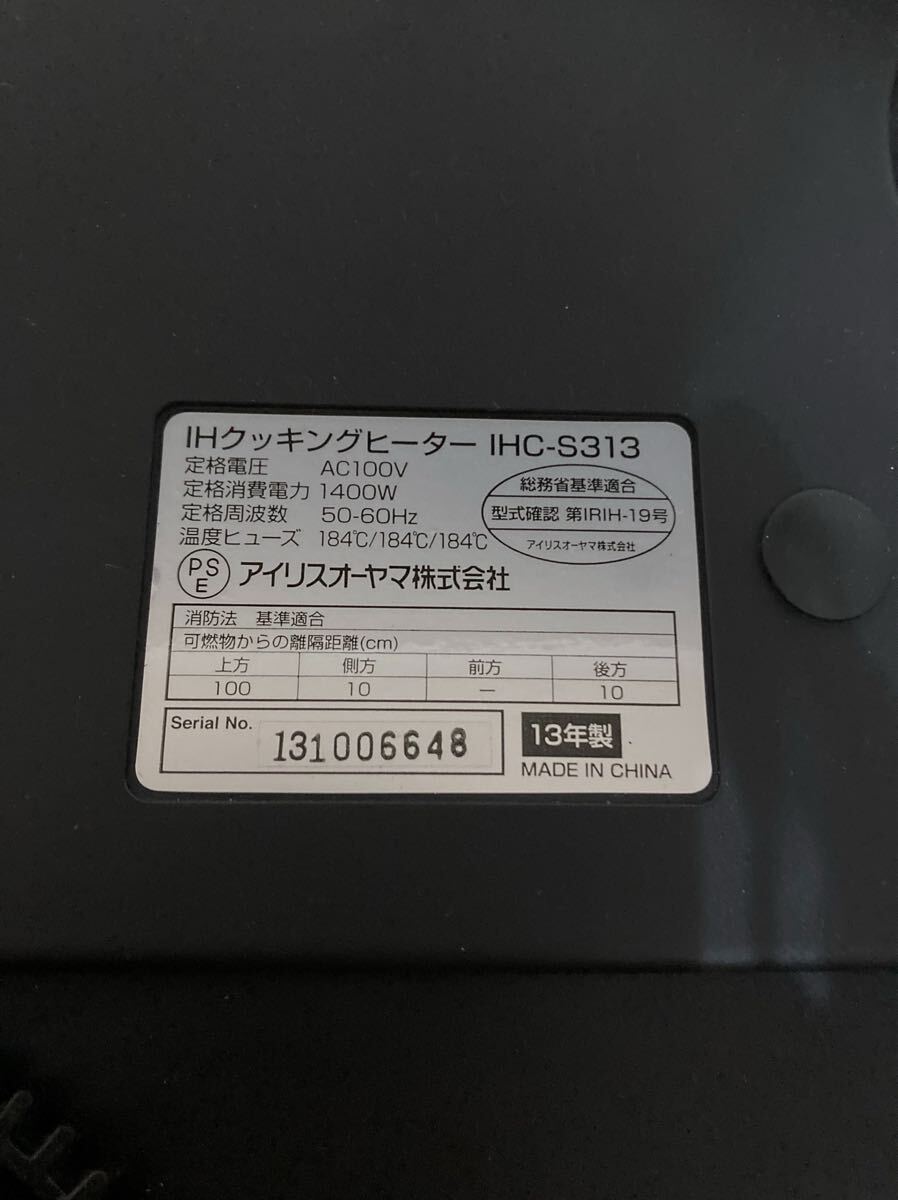 IHクッキングヒーター IHC-S313
定格電圧 AC100V
定格消費電力 1400W
定格周波数 50-60Hz
温度ヒューズ 184℃/184℃/184℃
総務省基準適合
型式確認 第IRIH-19号
アイリスオーヤマ株式会社
PS
E
アイリスオーヤマ株式会社
消防法 基準適合
可燃物からの離隔距離(cm)
上方 側方 前方 後方
100 10 ― 10
Serial No. 131006648
13年製
MADE IN CHINA